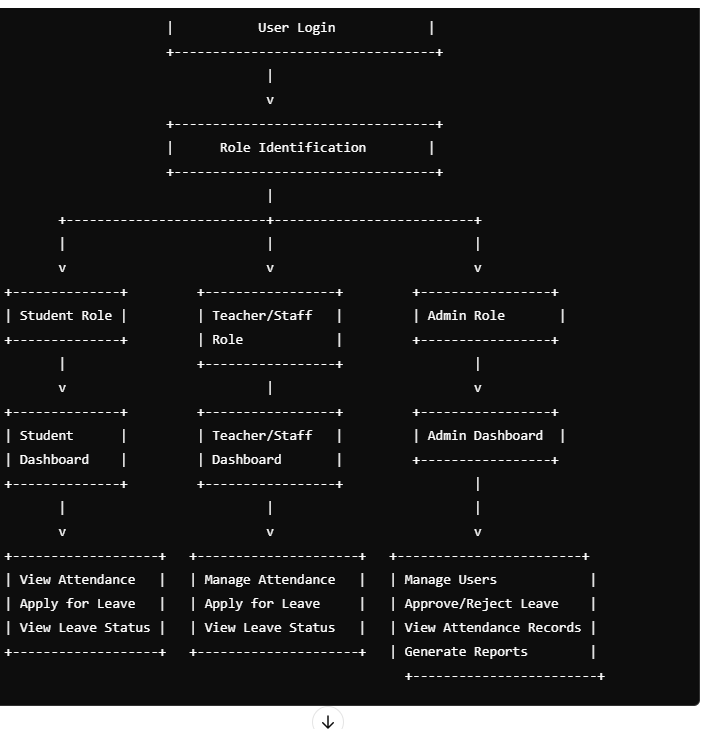 |           User Login            |
+---------------------------------+
|
v
+---------------------------------+
|      Role Identification        |
+---------------------------------+
|
+--------------------------+--------------------------+
|                          |                          |
v                          v                          v
+--------------+         +-----------------+         +-----------------+
| Student Role |         | Teacher/Staff   |         | Admin Role       |
+--------------+         | Role            |         +-----------------+
|                +-----------------+                |
v                          |                          v
+--------------+         +-----------------+         +-----------------+
| Student      |         | Teacher/Staff   |         | Admin Dashboard  |
| Dashboard    |         | Dashboard       |         +-----------------+
+--------------+         +-----------------+                |
|                          |                          |
v                          v                          v
+-------------------+   +---------------------+   +------------------------+
| View Attendance   |   | Manage Attendance   |   | Manage Users            |
| Apply for Leave   |   | Apply for Leave     |   | Approve/Reject Leave    |
| View Leave Status |   | View Leave Status   |   | View Attendance Records |
+-------------------+   +---------------------+   | Generate Reports        |
+------------------------+